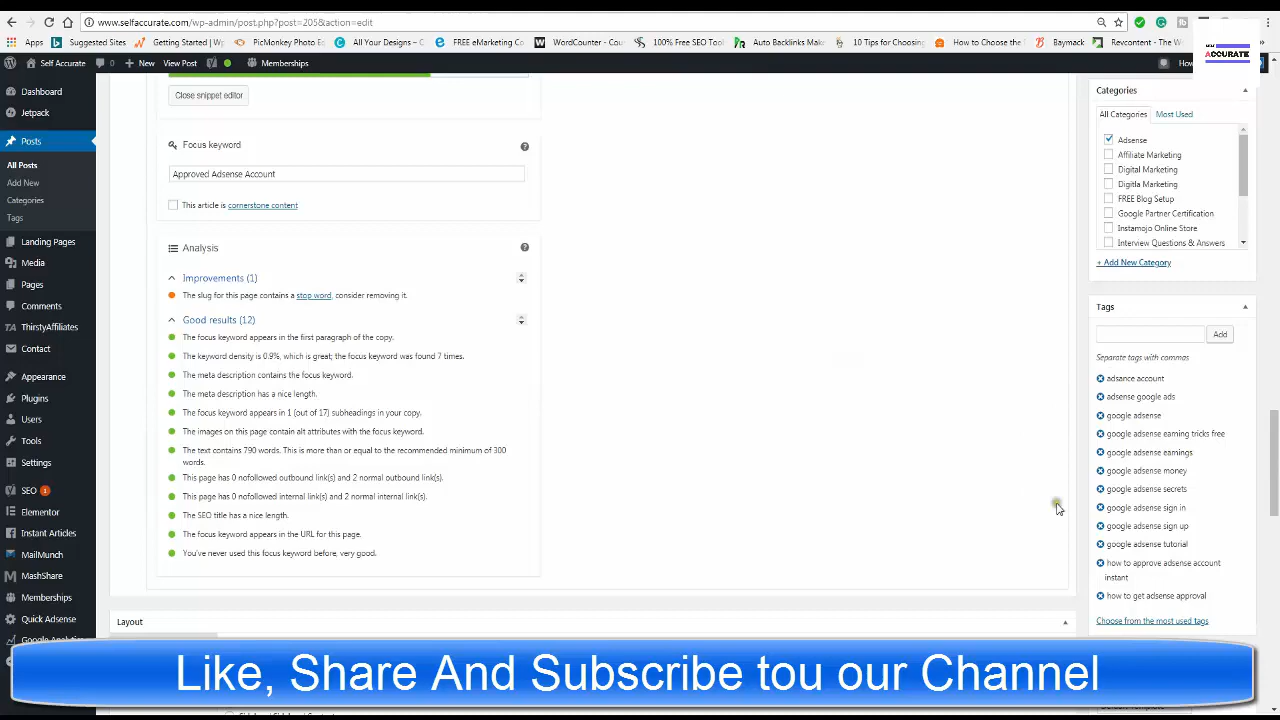 www.selfaccurate.com/wp-admin/post.php?post=205&action=edit
Apps Suggested Sites Getting Started | Wp PicMonkey Photo E All Your Designs – C FREE eMarketing Co WordCounter - Co 100% Free SEO Tool Auto Backlinks Make 10 Tips for Choosing How to Choose the Baymack Revcontent - The W
ACCURATE
Self Accurate 0 New View Post Memberships How
Dashboard
Jetpack
Posts
All Posts
Add New
Categories
Tags
Landing Pages
Media
Pages
Comments
ThirstyAffiliates
Contact
Appearance
Plugins
Users
Tools
Settings
SEO 1
Elementor
Instant Articles
MailMunch
MashShare
Memberships
Quick Adsense
Google Analytics
Close snippet editor
Focus keyword
Approved Adsense Account
This article is cornerstone content
Analysis
Improvements (1)
The slug for this page contains a stop word, consider removing it.
Good results (12)
The focus keyword appears in the first paragraph of the copy.
The keyword density is 0.9%, which is great; the focus keyword was found 7 times.
The meta description contains the focus keyword.
The meta description has a nice length.
The focus keyword appears in 1 (out of 17) subheadings in your copy.
The images on this page contain alt attributes with the focus keyword.
The text contains 790 words. This is more than or equal to the recommended minimum of 300
words.
This page has 0 nofollowed outbound link(s) and 2 normal outbound link(s).
This page has 0 nofollowed internal link(s) and 2 normal internal link(s).
The SEO title has a nice length.
The focus keyword appears in the URL for this page.
You've never used this focus keyword before, very good.
Layout
Categories
All Categories Most Used
Adsense
Affiliate Marketing
Digital Marketing
Digitla Marketing
FREE Blog Setup
Google Partner Certification
Instamojo Online Store
Interview Questions & Answers
+ Add New Category
Tags
Add
Separate tags with commas
adsance account
adsense google ads
google adsense
google adsense earning tricks free
google adsense earnings
google adsense money
google adsense secrets
google adsense sign in
google adsense sign up
google adsense tutorial
how to approve adsense account
instant
how to get adsense approval
Choose from the most used tags
Like, Share And Subscribe tou our Channel